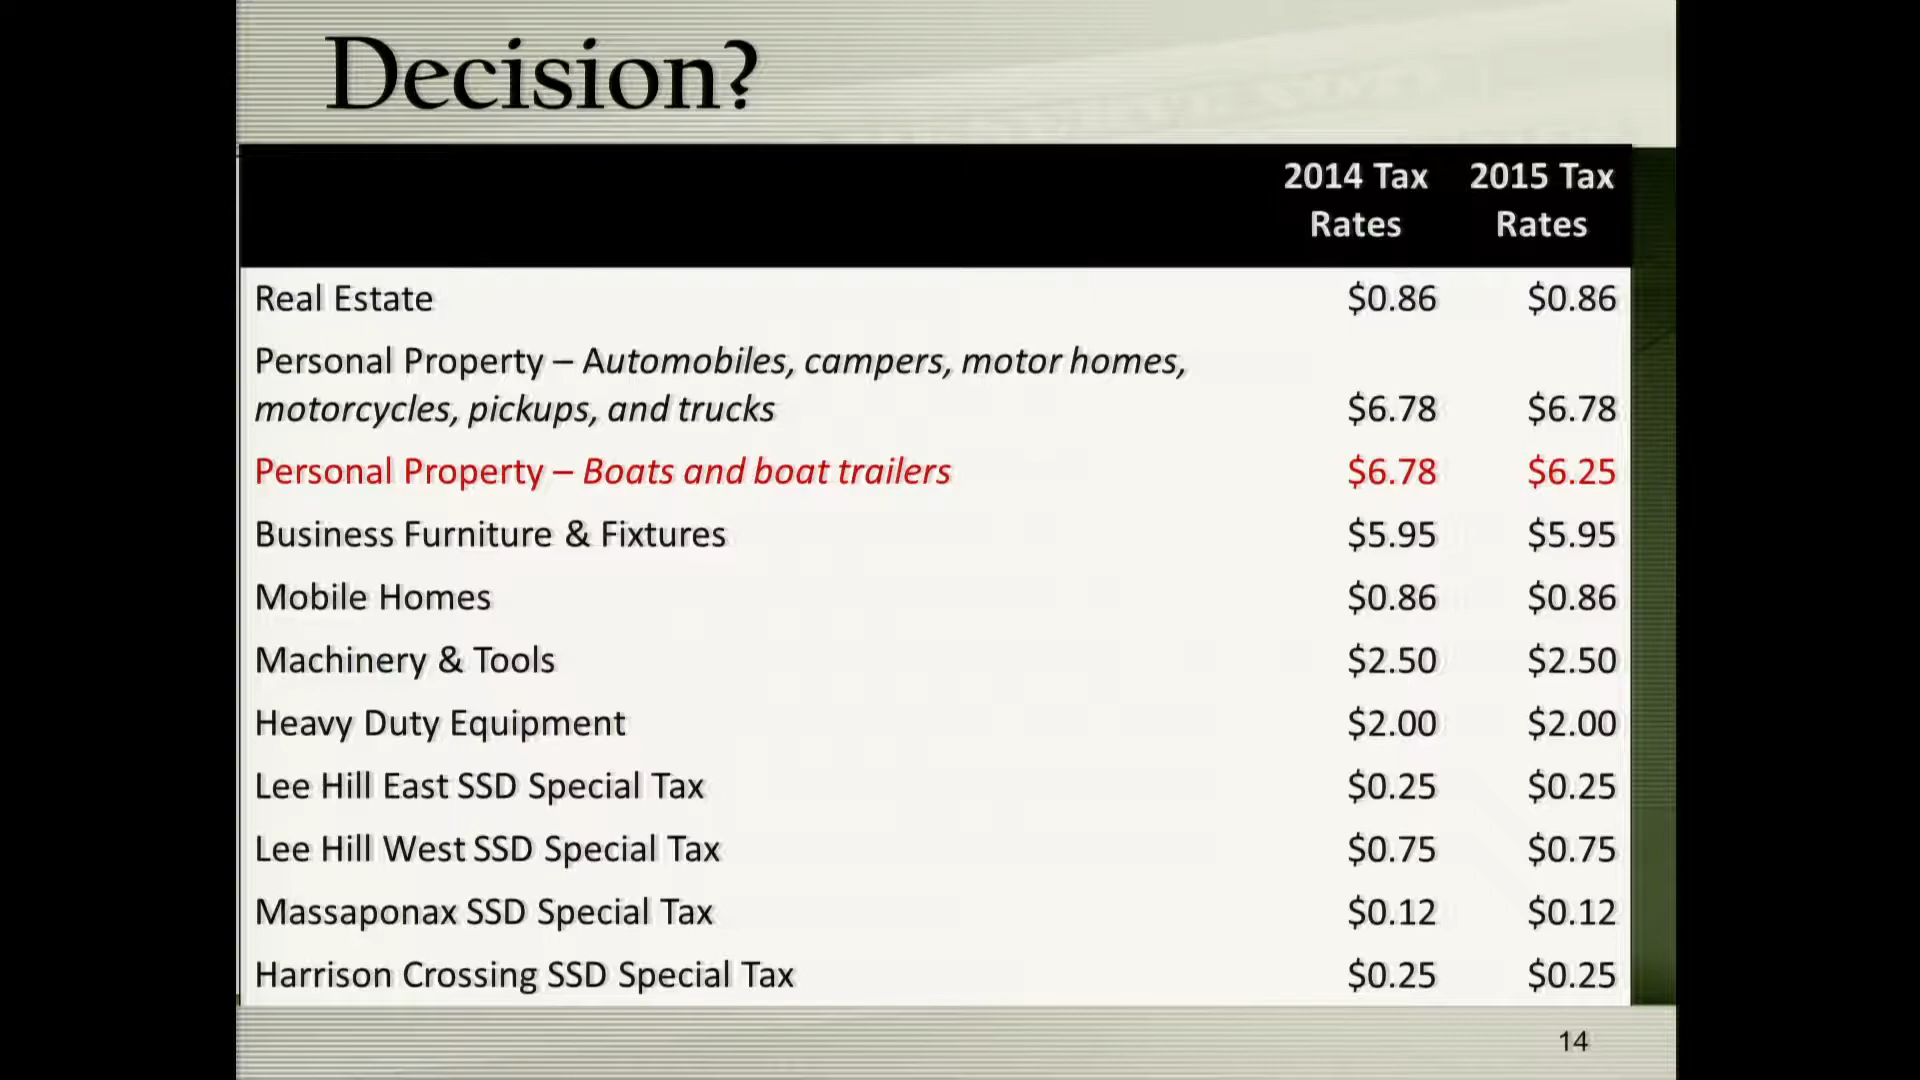 Decision?
2014 Tax Rates 2015 Tax Rates
Real Estate $0.86 $0.86
Personal Property – Automobiles, campers, motor homes,
motorcycles, pickups, and trucks $6.78 $6.78
Personal Property – Boats and boat trailers $6.78 $6.25
Business Furniture & Fixtures $5.95 $5.95
Mobile Homes $0.86 $0.86
Machinery & Tools $2.50 $2.50
Heavy Duty Equipment $2.00 $2.00
Lee Hill East SSD Special Tax $0.25 $0.25
Lee Hill West SSD Special Tax $0.75 $0.75
Massaponax SSD Special Tax $0.12 $0.12
Harrison Crossing SSD Special Tax $0.25 $0.25
14